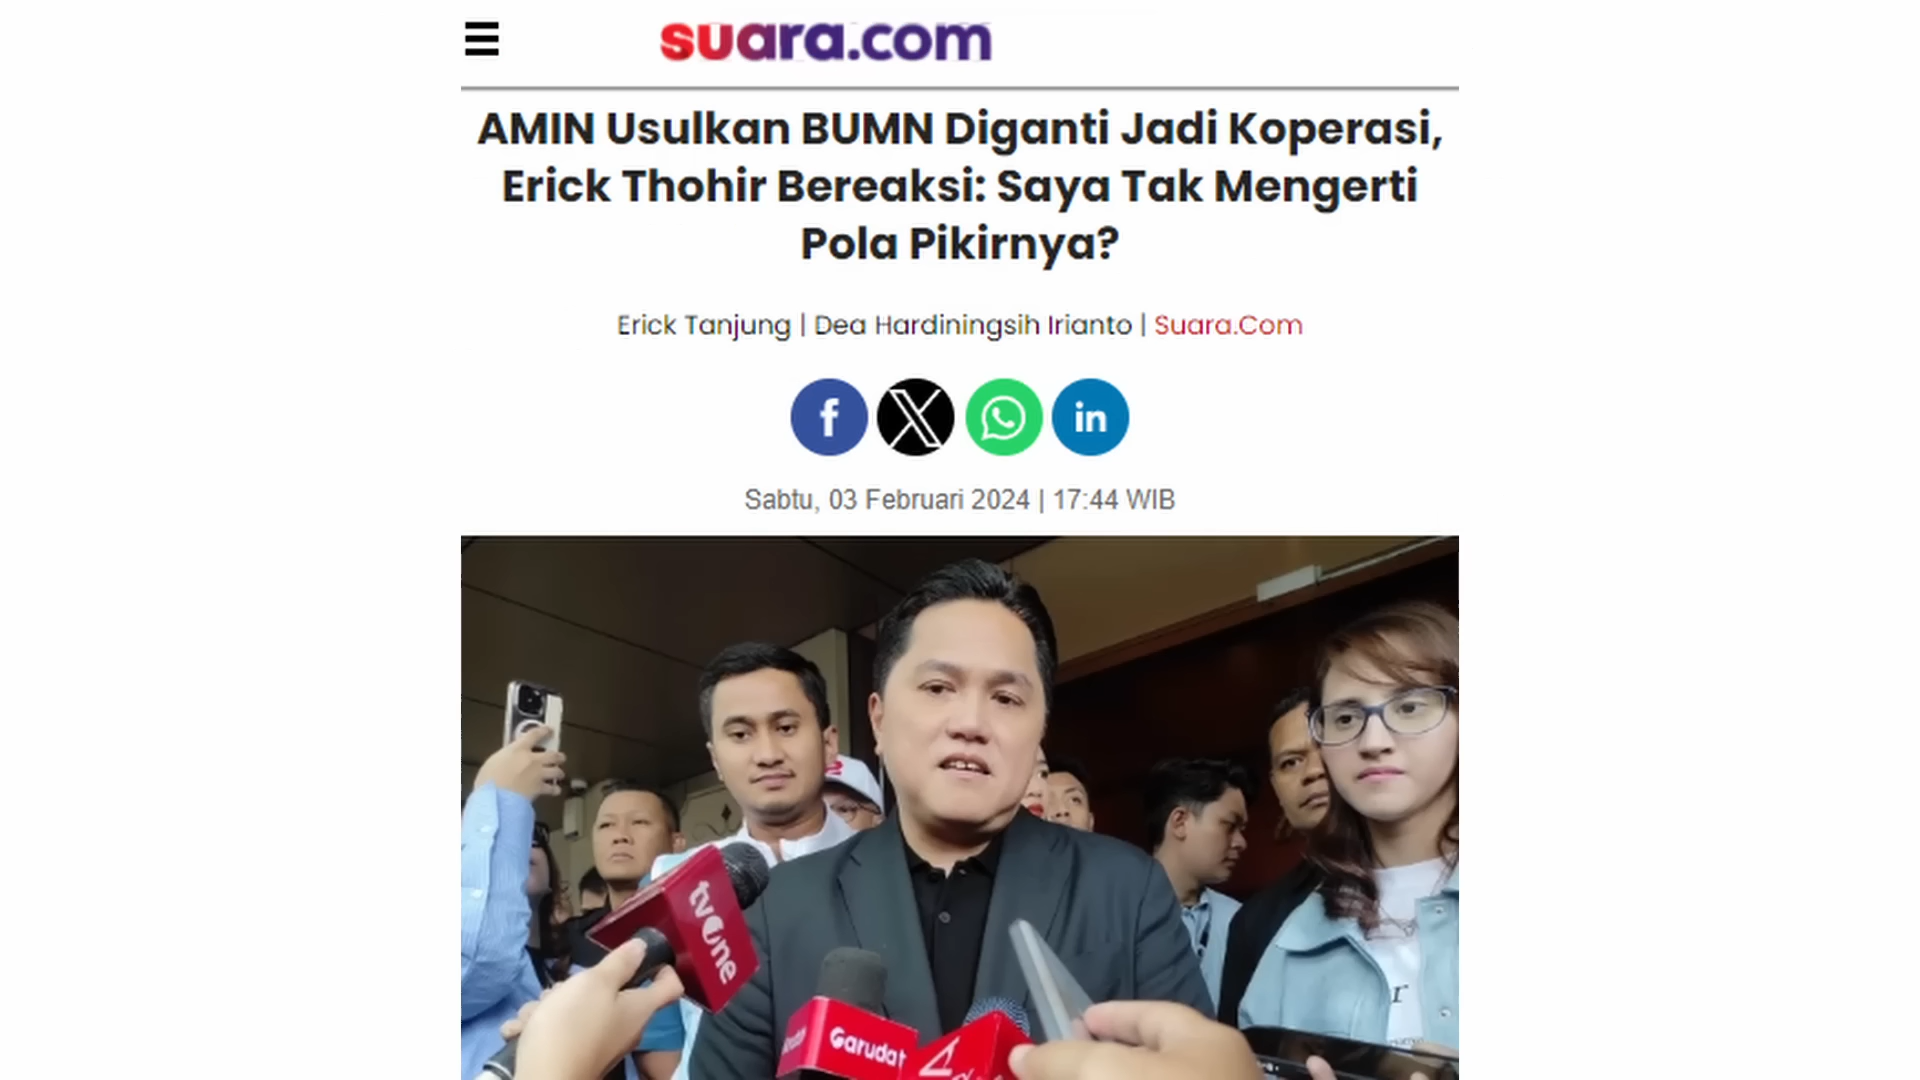 suara.com
AMIN Usulkan BUMN Diganti Jadi Koperasi,
Erick Thohir Bereaksi: Saya Tak Mengerti
Pola Pikirnya?
Erick Tanjung | Dea Hardiningsih Irianto | Suara.Com
f X in
Sabtu, 03 Februari 2024 | 17:44 WIB
tvOne
Garuda